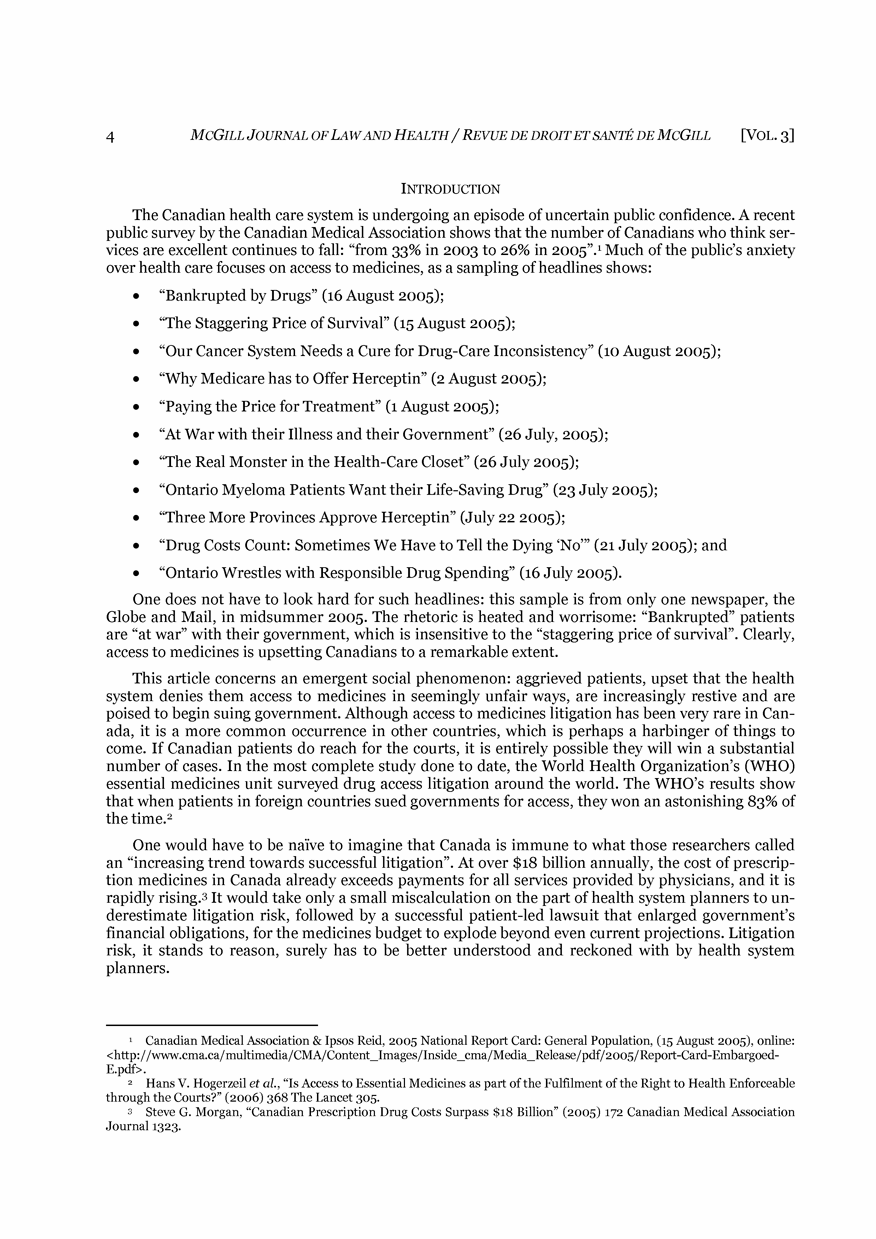 4 MCGILL JOURNAL OF LAW AND HEALTH / REVUE DE DROIT ET SANTÉ DE MCGILL [VOL. 3]
INTRODUCTION
The Canadian health care system is undergoing an episode of uncertain public confidence. A recent
public survey by the Canadian Medical Association shows that the number of Canadians who think ser-
vices are excellent continues to fall: “from 33% in 2003 to 26% in 2005”.1 Much of the public’s anxiety
over health care focuses on access to medicines, as a sampling of headlines shows:
• “Bankrupted by Drugs” (16 August 2005);
• “The Staggering Price of Survival” (15 August 2005);
• “Our Cancer System Needs a Cure for Drug-Care Inconsistency” (10 August 2005);
• “Why Medicare has to Offer Herceptin” (2 August 2005);
• “Paying the Price for Treatment” (1 August 2005);
• “At War with their Illness and their Government” (26 July, 2005);
• “The Real Monster in the Health-Care Closet” (26 July 2005);
• “Ontario Myeloma Patients Want their Life-Saving Drug” (23 July 2005);
• “Three More Provinces Approve Herceptin” (July 22 2005);
• “Drug Costs Count: Sometimes We Have to Tell the Dying ‘No’” (21 July 2005); and
• “Ontario Wrestles with Responsible Drug Spending” (16 July 2005).
One does not have to look hard for such headlines: this sample is from only one newspaper, the
Globe and Mail, in midsummer 2005. The rhetoric is heated and worrisome: “Bankrupted” patients
are “at war” with their government, which is insensitive to the “staggering price of survival”. Clearly,
access to medicines is upsetting Canadians to a remarkable extent.
This article concerns an emergent social phenomenon: aggrieved patients, upset that the health
system denies them access to medicines in seemingly unfair ways, are increasingly restive and are
poised to begin suing government. Although access to medicines litigation has been very rare in Can-
ada, it is a more common occurrence in other countries, which is perhaps a harbinger of things to
come. If Canadian patients do reach for the courts, it is entirely possible they will win a substantial
number of cases. In the most complete study done to date, the World Health Organization’s (WHO)
essential medicines unit surveyed drug access litigation around the world. The WHO’s results show
that when patients in foreign countries sued governments for access, they won an astonishing 83% of
the time.2
One would have to be naïve to imagine that Canada is immune to what those researchers called
an “increasing trend towards successful litigation”. At over $18 billion annually, the cost of prescrip-
tion medicines in Canada already exceeds payments for all services provided by physicians, and it is
rapidly rising.3 It would take only a small miscalculation on the part of health system planners to un-
derestimate litigation risk, followed by a successful patient-led lawsuit that enlarged government’s
financial obligations, for the medicines budget to explode beyond even current projections. Litigation
risk, it stands to reason, surely has to be better understood and reckoned with by health system
planners.
1 Canadian Medical Association & Ipsos Reid, 2005 National Report Card: General Population, (15 August 2005), online:
<http://www.cma.ca/multimedia/CMA/Content_Images/Inside_cma/Media_Release/pdf/2005/Report-Card-Embargoed-
E.pdf>.
2 Hans V. Hogerzeil et al., “Is Access to Essential Medicines as part of the Fulfilment of the Right to Health Enforceable
through the Courts?” (2006) 368 The Lancet 305.
3 Steve G. Morgan, “Canadian Prescription Drug Costs Surpass $18 Billion” (2005) 172 Canadian Medical Association
Journal 1323.